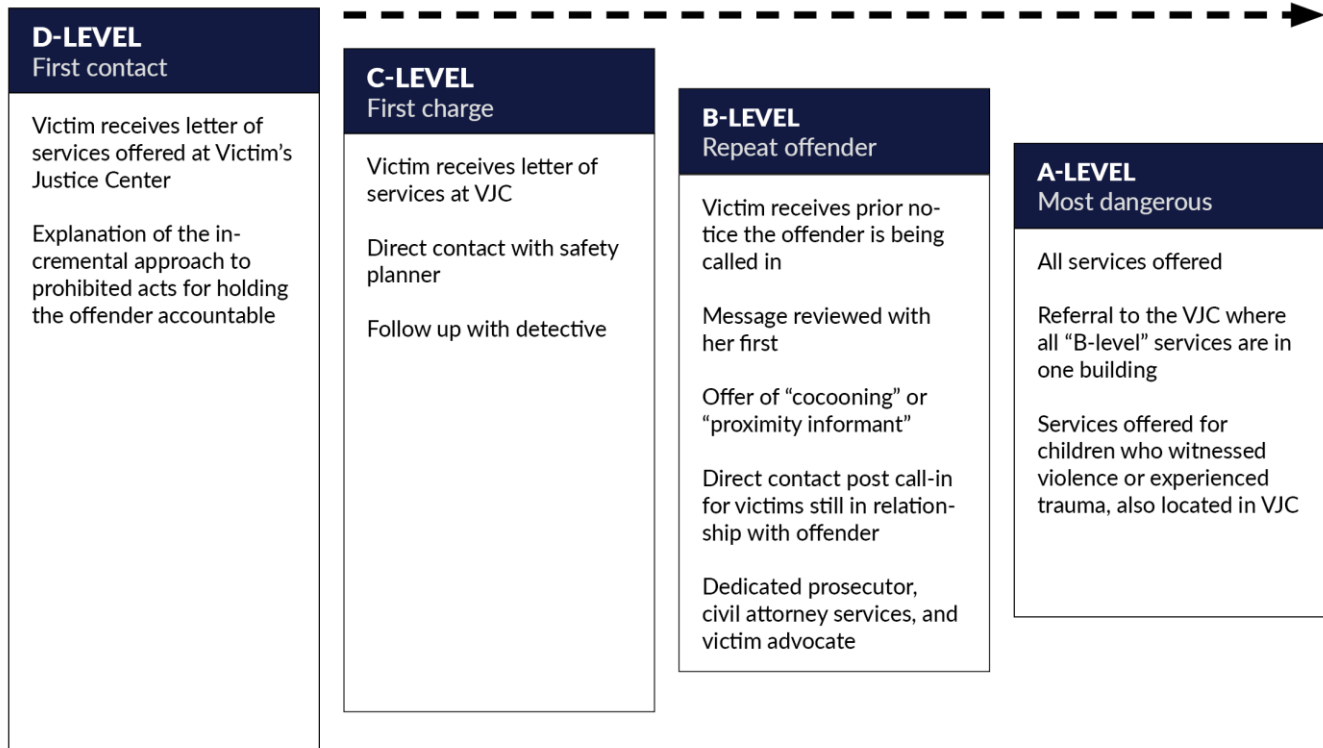 D-LEVEL
First contact
Victim receives letter of
services offered at Victim's
Justice Center
Explanation of the in-
cremental approach to
prohibited acts for holding
the offender accountable
C-LEVEL
First charge
Victim receives letter of
services at VJC
Direct contact with safety
planner
Follow up with detective
B-LEVEL
Repeat offender
Victim receives prior no-
tice the offender is being
called in
Message reviewed with
her first
Offer of “cocooning” or
“proximity informant”
Direct contact post call-in
for victims still in relation-
ship with offender
Dedicated prosecutor,
civil attorney services, and
victim advocate
A-LEVEL
Most dangerous
All services offered
Referral to the VJC where
all “B-level” services are in
one building
Services offered for
children who witnessed
violence or experienced
trauma, also located in VJC